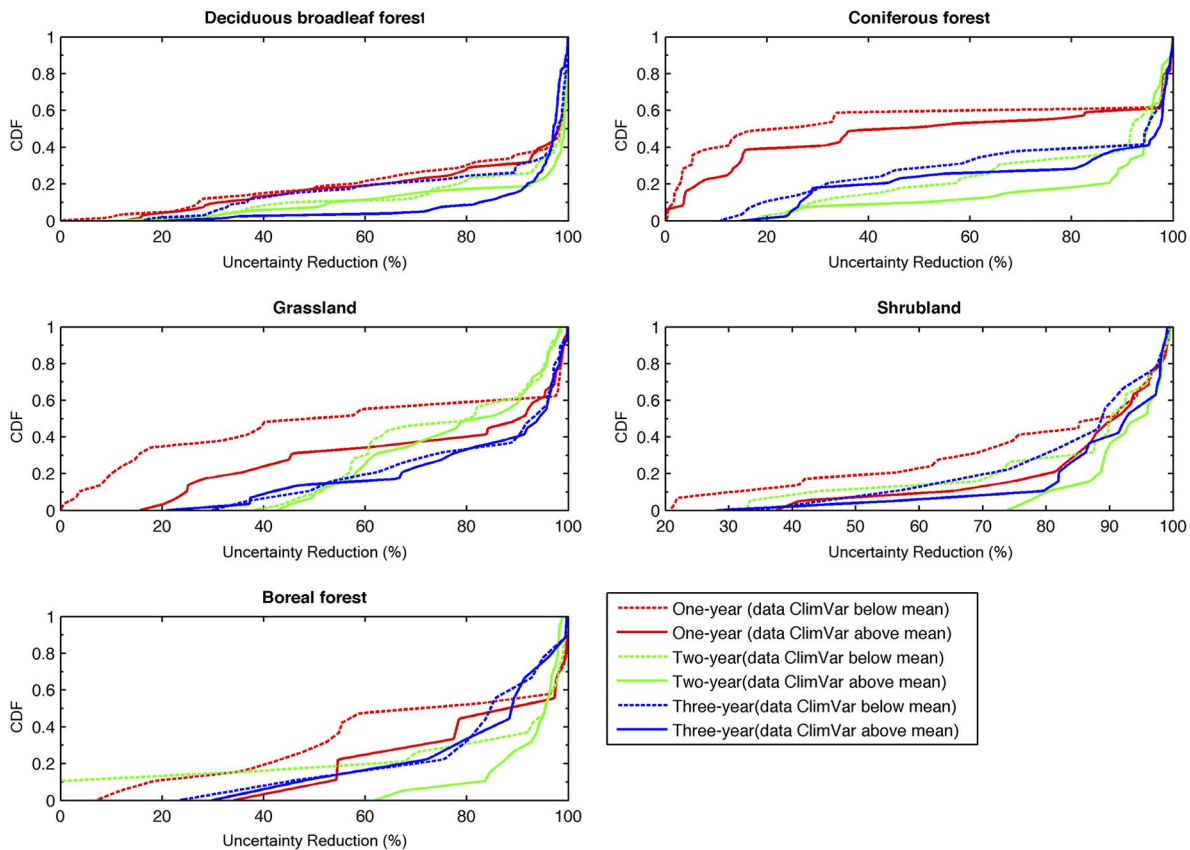 Deciduous broadleaf forest
CDF
1
0.8
0.6
0.4
0.2
0
0 20 40 60 80 100
Uncertainty Reduction (%)
Coniferous forest
CDF
1
0.8
0.6
0.4
0.2
0
0 20 40 60 80 100
Uncertainty Reduction (%)
Grassland
CDF
1
0.8
0.6
0.4
0.2
0
0 20 40 60 80 100
Uncertainty Reduction (%)
Shrubland
CDF
1
0.8
0.6
0.4
0.2
0
20 30 40 50 60 70 80 90 100
Uncertainty Reduction (%)
Boreal forest
CDF
1
0.8
0.6
0.4
0.2
0
0 20 40 60 80 100
Uncertainty Reduction (%)
One-year (data ClimVar below mean)
One-year (data ClimVar above mean)
Two-year(data ClimVar below mean)
Two-year(data ClimVar above mean)
Three-year(data ClimVar below mean)
Three-year(data ClimVar above mean)